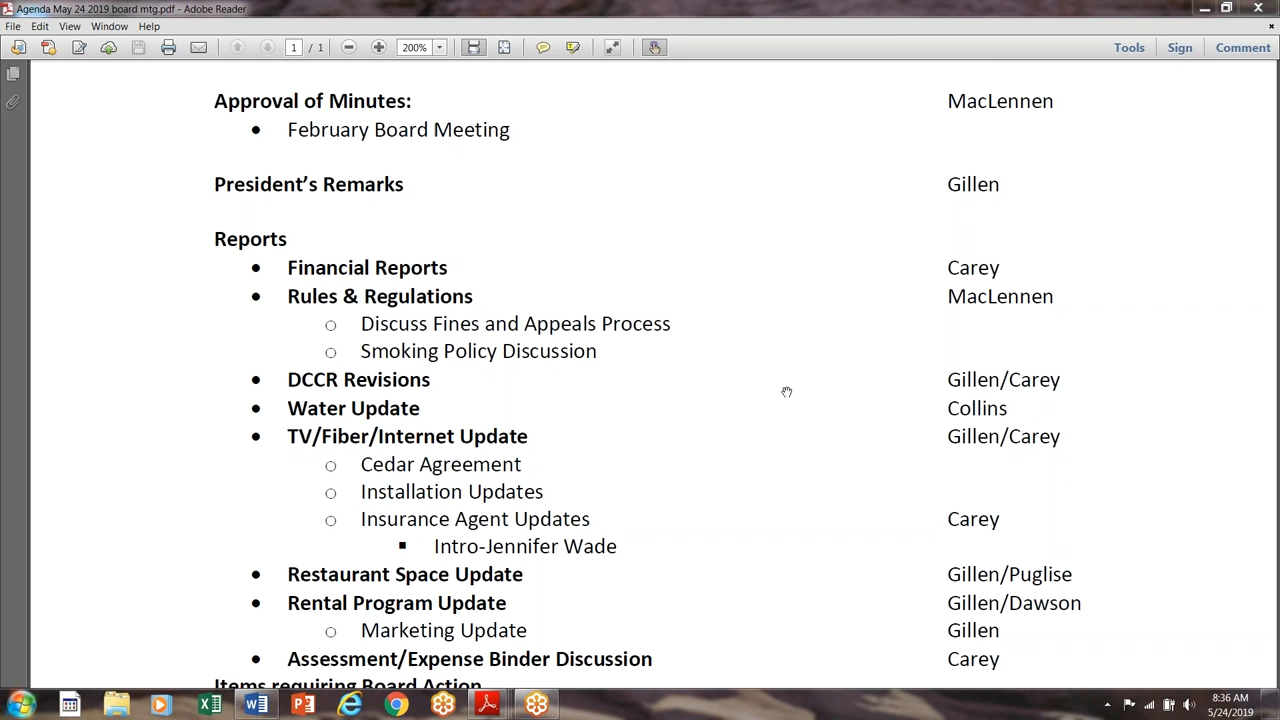 Agenda May 24 2019 board mtg.pdf - Adobe Reader
File Edit View Window Help
1 / 1 200% Tools Sign Comment
Approval of Minutes: MacLennen
• February Board Meeting
President's Remarks Gillen
Reports
• Financial Reports Carey
• Rules & Regulations MacLennen
○ Discuss Fines and Appeals Process
○ Smoking Policy Discussion
• DCCR Revisions Gillen/Carey
• Water Update Collins
• TV/Fiber/Internet Update Gillen/Carey
○ Cedar Agreement
○ Installation Updates
○ Insurance Agent Updates Carey
▪ Intro-Jennifer Wade
• Restaurant Space Update Gillen/Puglise
• Rental Program Update Gillen/Dawson
○ Marketing Update Gillen
• Assessment/Expense Binder Discussion Carey
Items requiring Board Action
8:36 AM
5/24/2019